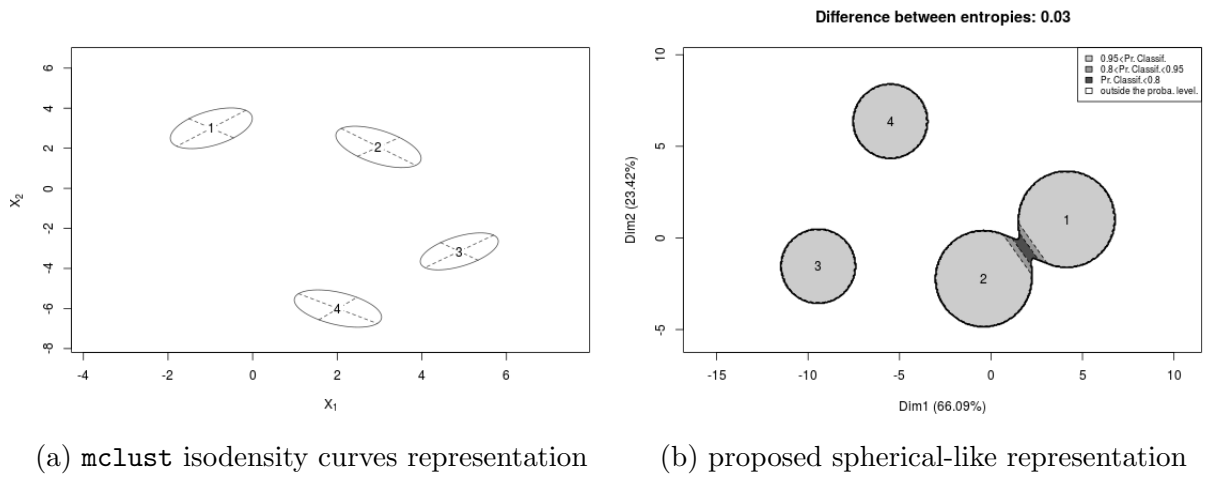 Difference between entropies: 0.03
6
4
2
0
-2
-4
-6
-8
X2
1
2
3
4
-4
-2
0
2
4
6
X1
10
5
0
-5
Dim2 (23.42%)
0.95<Pr. Classif.
0.8<Pr. Classif.<0.95
Pr. Classif.<0.8
outside the proba. level.
4
1
3
2
-15
-10
-5
0
5
10
Dim1 (66.09%)
(a) mclust isodensity curves representation
(b) proposed spherical-like representation